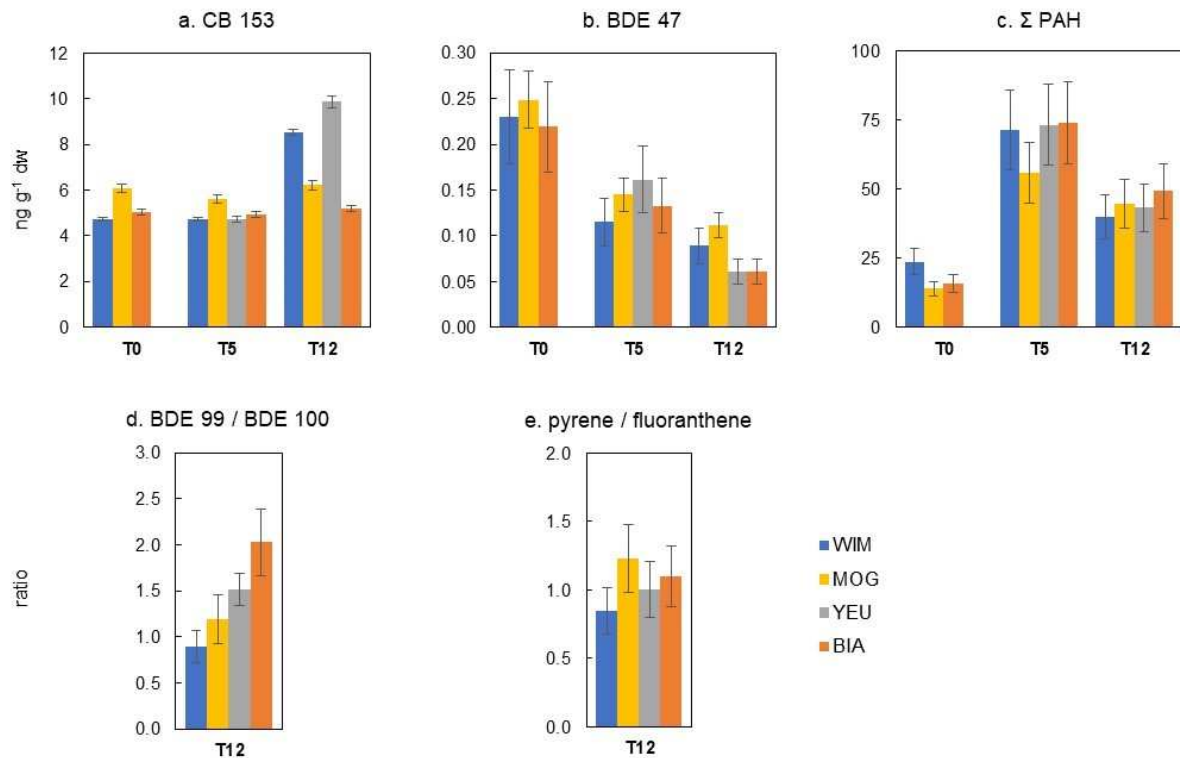 a. CB 153
b. BDE 47
c. Σ PAH
ng g⁻¹ dw
12
10
8
6
4
2
0
T0 T5 T12
0.30
0.25
0.20
0.15
0.10
0.05
0.00
T0 T5 T12
100
75
50
25
0
T0 T5 T12
d. BDE 99 / BDE 100
e. pyrene / fluoranthene
ratio
3.0
2.5
2.0
1.5
1.0
0.5
0.0
T12
2.0
1.5
1.0
0.5
0.0
T12
WIM
MOG
YEU
BIA